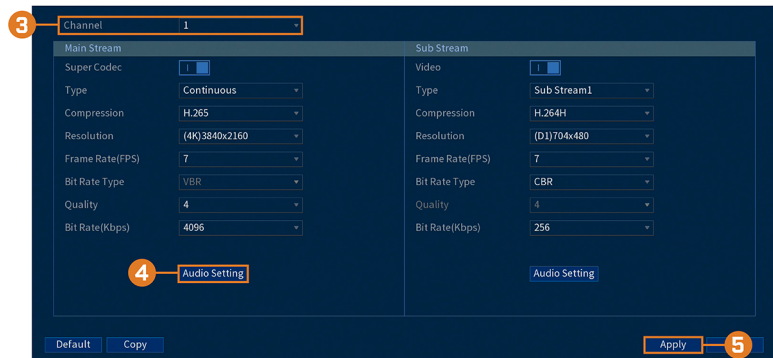 3 Channel 1
Main Stream Sub Stream
Super Codec Video
Type Continuous Type Sub Stream1
Compression H.265 Compression H.264H
Resolution (4K)3840x2160 Resolution (D1)704x480
Frame Rate(FPS) 7 Frame Rate(FPS) 7
Bit Rate Type VBR Bit Rate Type CBR
Quality 4 Quality 4
Bit Rate(Kbps) 4096 Bit Rate(Kbps) 256
4 Audio Setting Audio Setting
Default Copy Apply 5